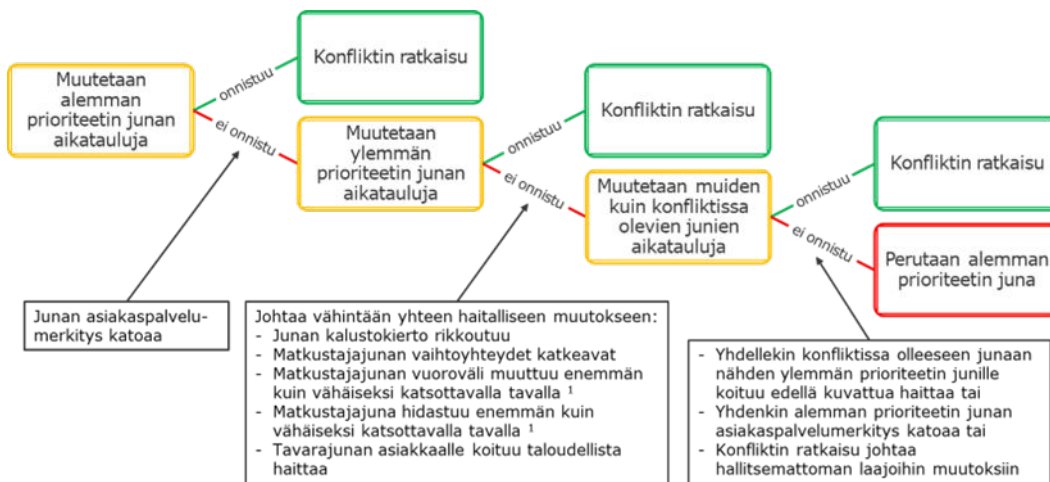 Muutetaan
alemman
prioriteetin junan
aikatauluja
onnistuu
ei onnistu
Konfliktin ratkaisu
Muutetaan
ylemmän
prioriteetin junan
aikatauluja
onnistuu
ei onnistu
Konfliktin ratkaisu
Muutetaan muiden
kuin konfliktissa
olevien junien
aikatauluja
onnistuu
ei onnistu
Konfliktin ratkaisu
Perutaan alemman
prioriteetin juna
Junan asiakaspalvelu-
merkitys katoaa
Johtaa vähintään yhteen haitalliseen muutokseen:
- Junan kalustokierto rikkoutuu
- Matkustajajunan vaihtoyhteydet katkeavat
- Matkustajajunan vuoroväli muuttuu enemmän
kuin vähäiseksi katsottavalla tavalla ¹
- Matkustajajuna hidastuu enemmän kuin
vähäiseksi katsottavalla tavalla ¹
- Tavarajunan asiakkaalle koituu taloudellista
haittaa
- Yhdellekin konfliktissa olleeseen junaan
nähden ylemmän prioriteetin junille
koituu edellä kuvattua haittaa tai
- Yhdenkin alemman prioriteetin junan
asiakaspalvelumerkitys katoaa tai
- Konfliktin ratkaisu johtaa
hallitsemattoman laajoihin muutoksiin